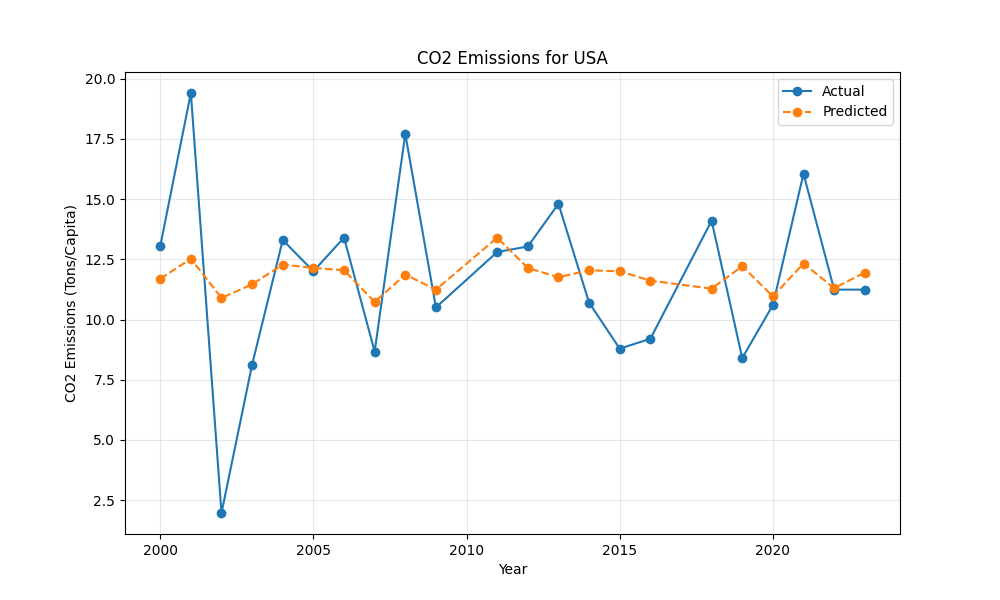 CO2 Emissions for USA
Actual
Predicted
CO2 Emissions (Tons/Capita)
20.0
17.5
15.0
12.5
10.0
7.5
5.0
2.5
2000 2005 2010 2015 2020
Year